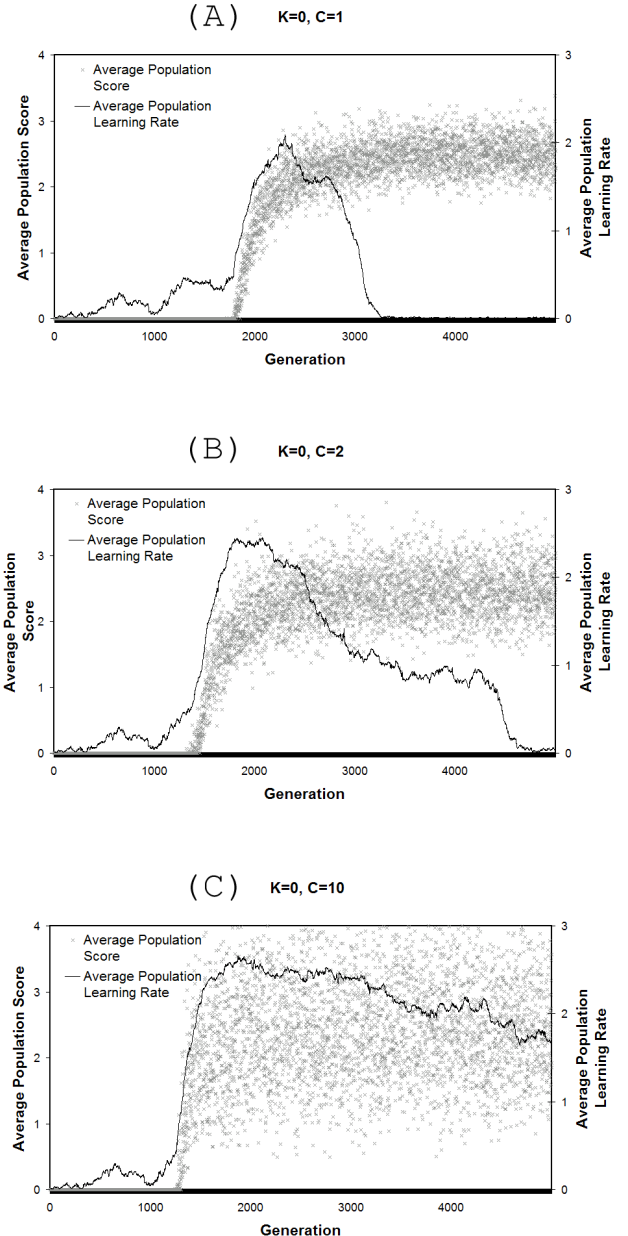 (A) K=0, C=1
4
3
2
1
0
Average Population Score
Average Population
Score
Average Population
Learning Rate
3
2
1
0
Average Population
Learning Rate
0 1000 2000 3000 4000
Generation
(B) K=0, C=2
4
3
2
1
0
Average Population
Score
Average Population
Score
Average Population
Learning Rate
3
2
1
0
Average Population
Learning Rate
0 1000 2000 3000 4000
Generation
(C) K=0, C=10
4
3
2
1
0
Average Population Score
Average Population
Score
Average Population
Learning Rate
3
2
1
0
Average Population
Learning Rate
0 1000 2000 3000 4000
Generation